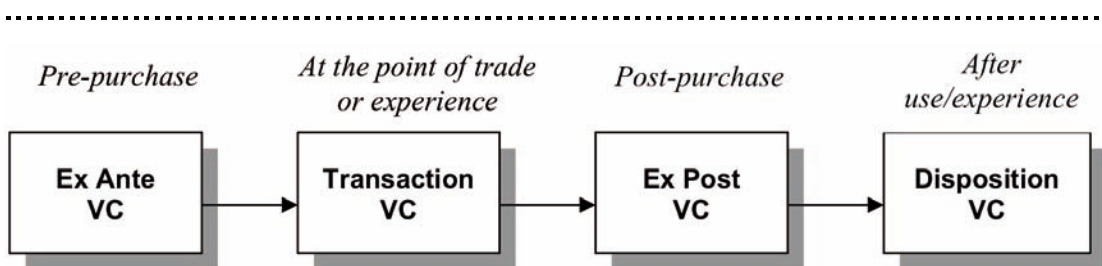 Pre-purchase
At the point of trade
or experience
Post-purchase
After
use/experience
Ex Ante
VC
Transaction
VC
Ex Post
VC
Disposition
VC